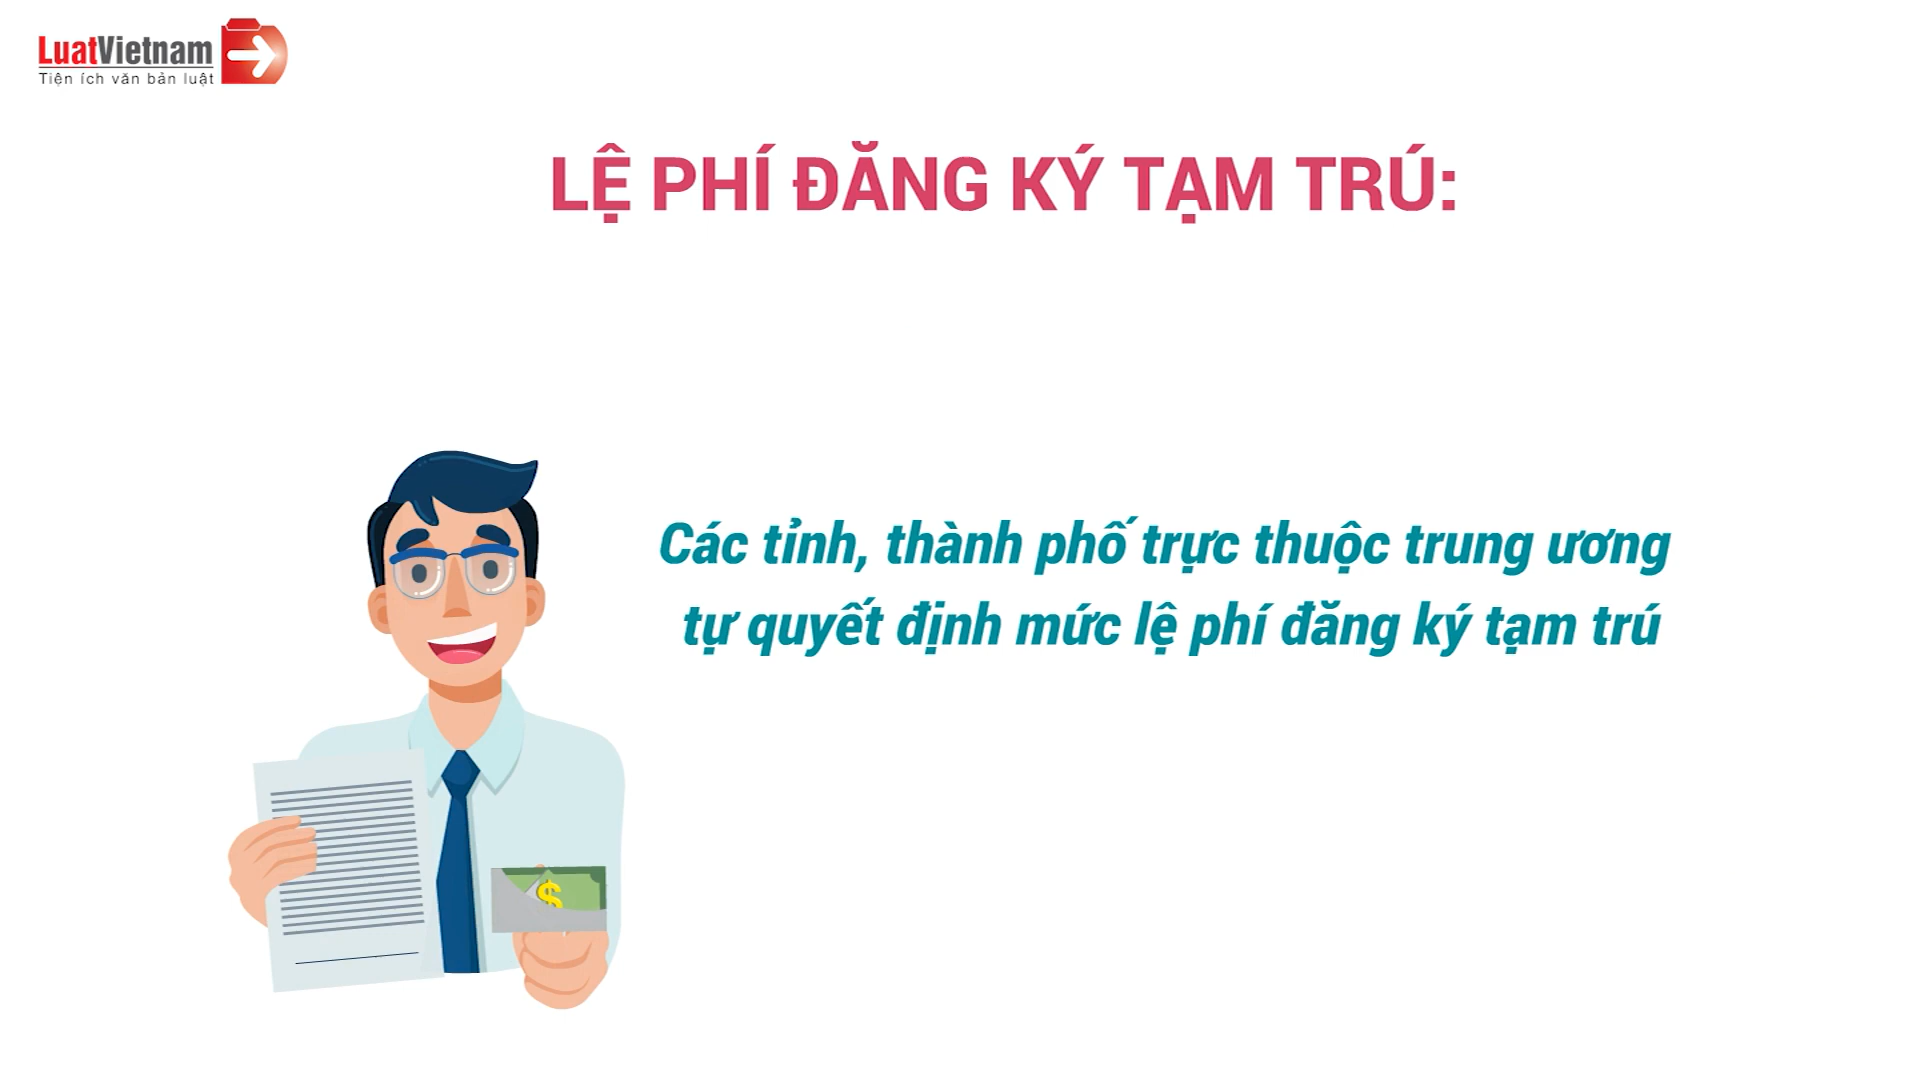 LuatVietnam
Tiện ích văn bản luật
LỆ PHÍ ĐĂNG KÝ TẠM TRÚ:
Các tỉnh, thành phố trực thuộc trung ương
tự quyết định mức lệ phí đăng ký tạm trú
$